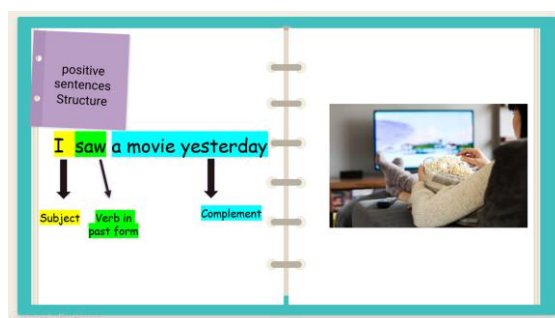 positive
sentences
Structure
I saw a movie yesterday
Subject
Verb in
past form
Complement